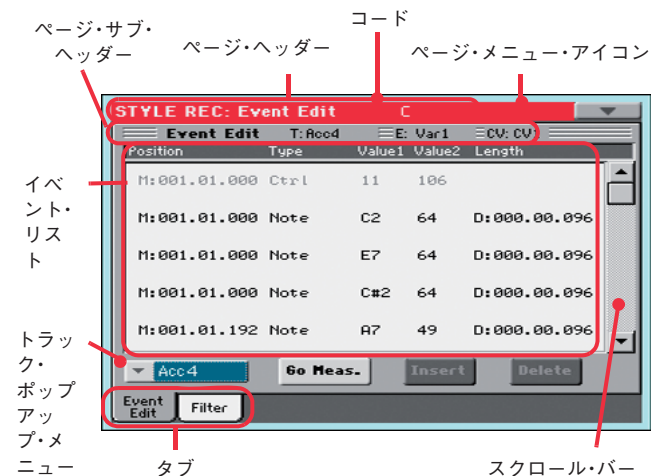 コード
ページ・サブ・
ヘッダー
ページ・ヘッダー
ページ・メニュー・アイコン
STYLE REC: Event Edit C
Event Edit T: Acc4 E: Var1 CV: CV1
Position Type Value1 Value2 Length
M:001.01.000 Ctrl 11 106
M:001.01.000 Note C2 64 D:000.00.096
M:001.01.000 Note E7 64 D:000.00.096
M:001.01.000 Note C#2 64 D:000.00.096
M:001.01.192 Note A7 49 D:000.00.096
イベ
ント・
リス
ト
Acc4 Go Meas. Insert Delete
Event
Edit
Filter
トラッ
ク・
ポップ
アッ
プ・メ
ニュー
タブ
スクロール・バー